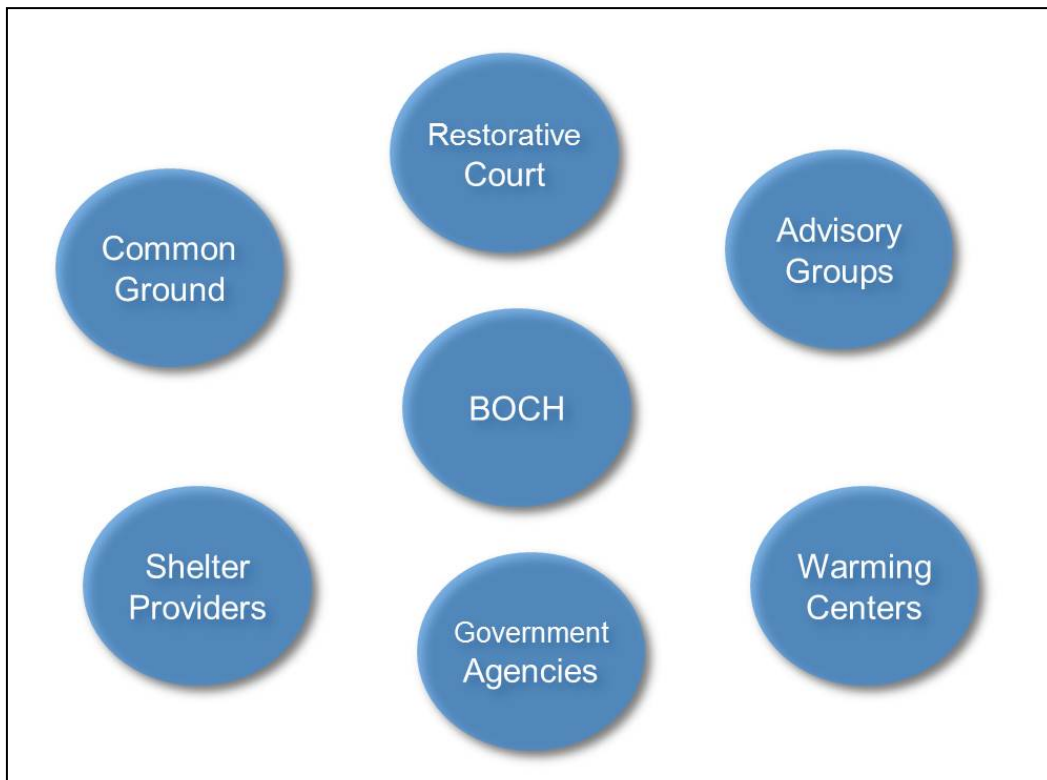 Restorative
Court
Common
Ground
Advisory
Groups
BOCH
Shelter
Providers
Government
Agencies
Warming
Centers